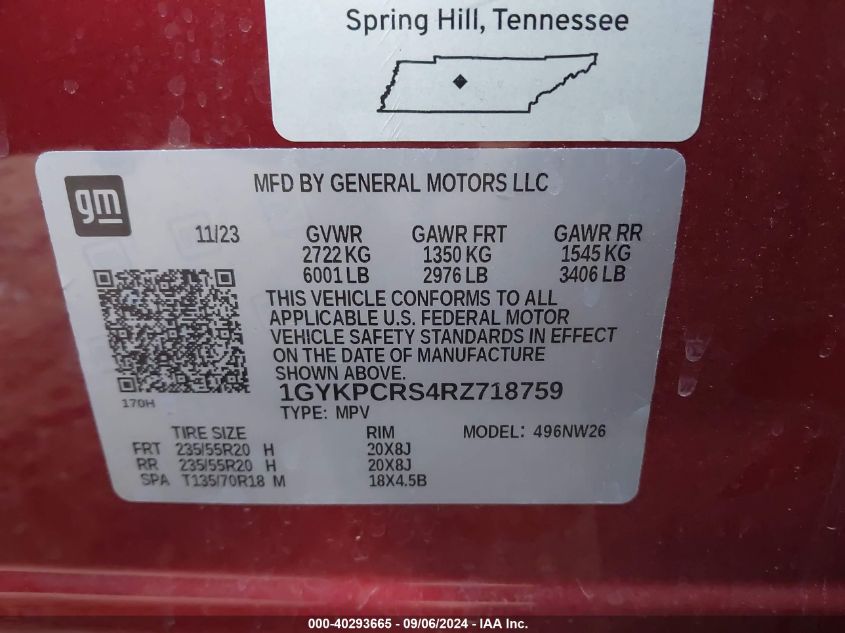 Spring Hill, Tennessee
gm
MFD BY GENERAL MOTORS LLC
11/23 GVWR GAWR FRT GAWR RR
2722 KG 1350 KG 1545 KG
6001 LB 2976 LB 3406 LB
THIS VEHICLE CONFORMS TO ALL
APPLICABLE U.S. FEDERAL MOTOR
VEHICLE SAFETY STANDARDS IN EFFECT
ON THE DATE OF MANUFACTURE
SHOWN ABOVE.
170H
1GYKPCRS4RZ718759
TYPE: MPV
TIRE SIZE RIM MODEL: 496NW26
FRT 235/55R20 H 20X8J
RR 235/55R20 H 20X8J
SPA T135/70R18 M 18X4.5B
000-40293665 - 09/06/2024 - IAA Inc.